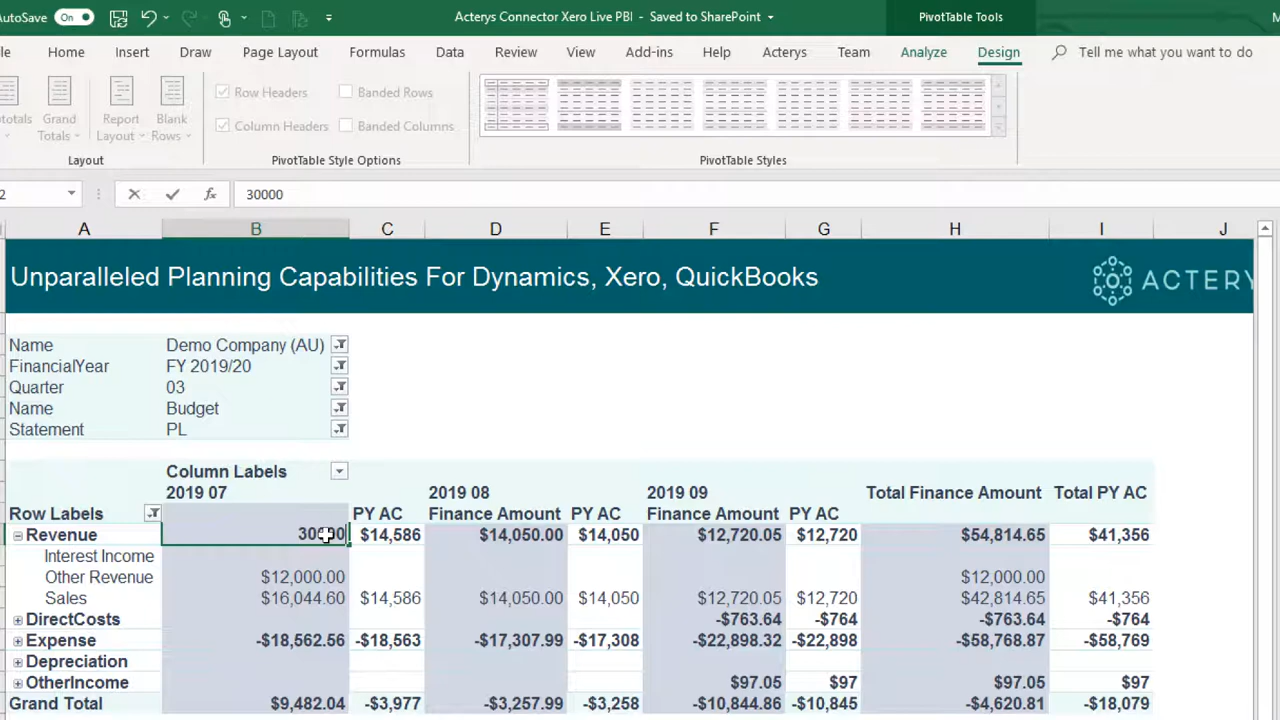 AutoSave On
Acterys Connector Xero Live PBI - Saved to SharePoint
PivotTable Tools
Home Insert Draw Page Layout Formulas Data Review View Add-ins Help Acterys Team Analyze Design Tell me what you want to do
Grand Totals
Report Layout
Blank Rows
Row Headers
Banded Rows
Column Headers
Banded Columns
Layout
PivotTable Style Options
PivotTable Styles
fx 30000
A B C D E F G H I J
Unparalleled Planning Capabilities For Dynamics, Xero, QuickBooks
ACTERY
Name Demo Company (AU)
FinancialYear FY 2019/20
Quarter 03
Name Budget
Statement PL
Column Labels
2019 07 2019 08 2019 09 Total Finance Amount Total PY AC
Row Labels PY AC Finance Amount PY AC Finance Amount PY AC
Revenue 30000 $14,586 $14,050.00 $14,050 $12,720.05 $12,720 $54,814.65 $41,356
Interest Income
Other Revenue $12,000.00 $12,000.00
Sales $16,044.60 $14,586 $14,050.00 $14,050 $12,720.05 $12,720 $42,814.65 $41,356
DirectCosts -$763.64 -$764 -$763.64 -$764
Expense -$18,562.56 -$18,563 -$17,307.99 -$17,308 -$22,898.32 -$22,898 -$58,768.87 -$58,769
Depreciation
OtherIncome $97.05 $97 $97.05 $97
Grand Total $9,482.04 -$3,977 -$3,257.99 -$3,258 -$10,844.86 -$10,845 -$4,620.81 -$18,079